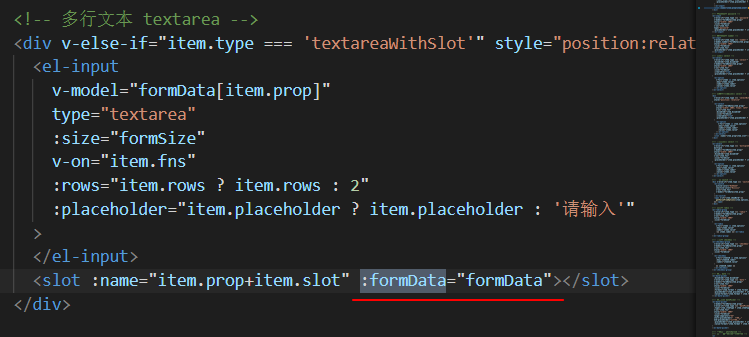 <!-- 多行文本 textarea -->
<div v-else-if="item.type === 'textareaWithSlot'" style="position:relat
<el-input
v-model="formData[item.prop]"
type="textarea"
:size="formSize"
v-on="item.fns"
:rows="item.rows ? item.rows : 2"
:placeholder="item.placeholder ? item.placeholder : '请输入'"
>
</el-input>
<slot :name="item.prop+item.slot" :formData="formData"></slot>
</div>